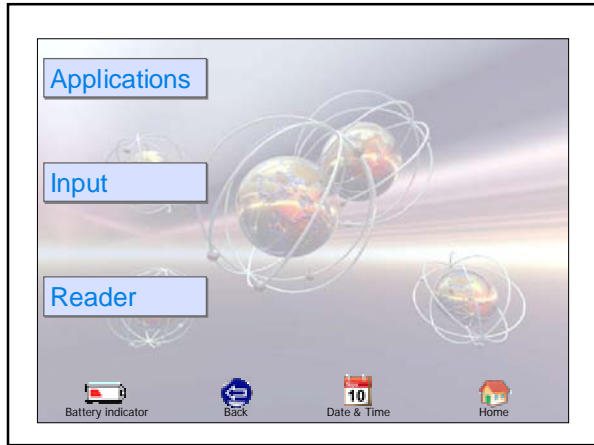 Applications
Input
Reader
10
Battery indicator Back Date & Time Home